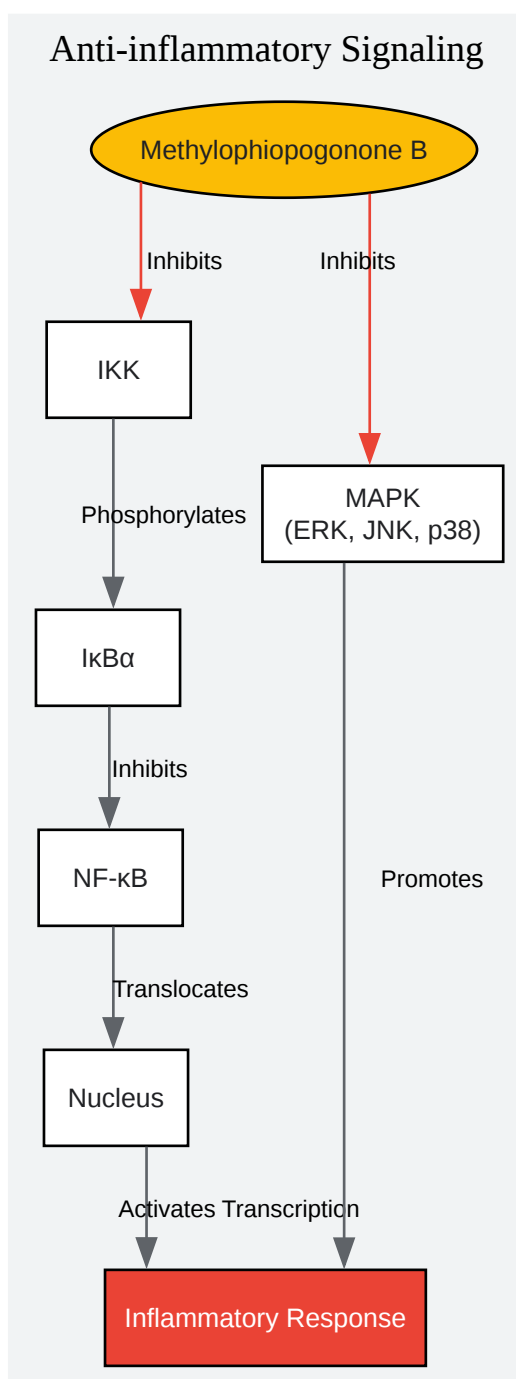 Anti-inflammatory Signaling
Methylophiopogonone B
Inhibits
Inhibits
IKK
MAPK
(ERK, JNK, p38)
Phosphorylates
IκBα
Inhibits
NF-κB
Promotes
Translocates
Nucleus
Activates Transcription
Inflammatory Response